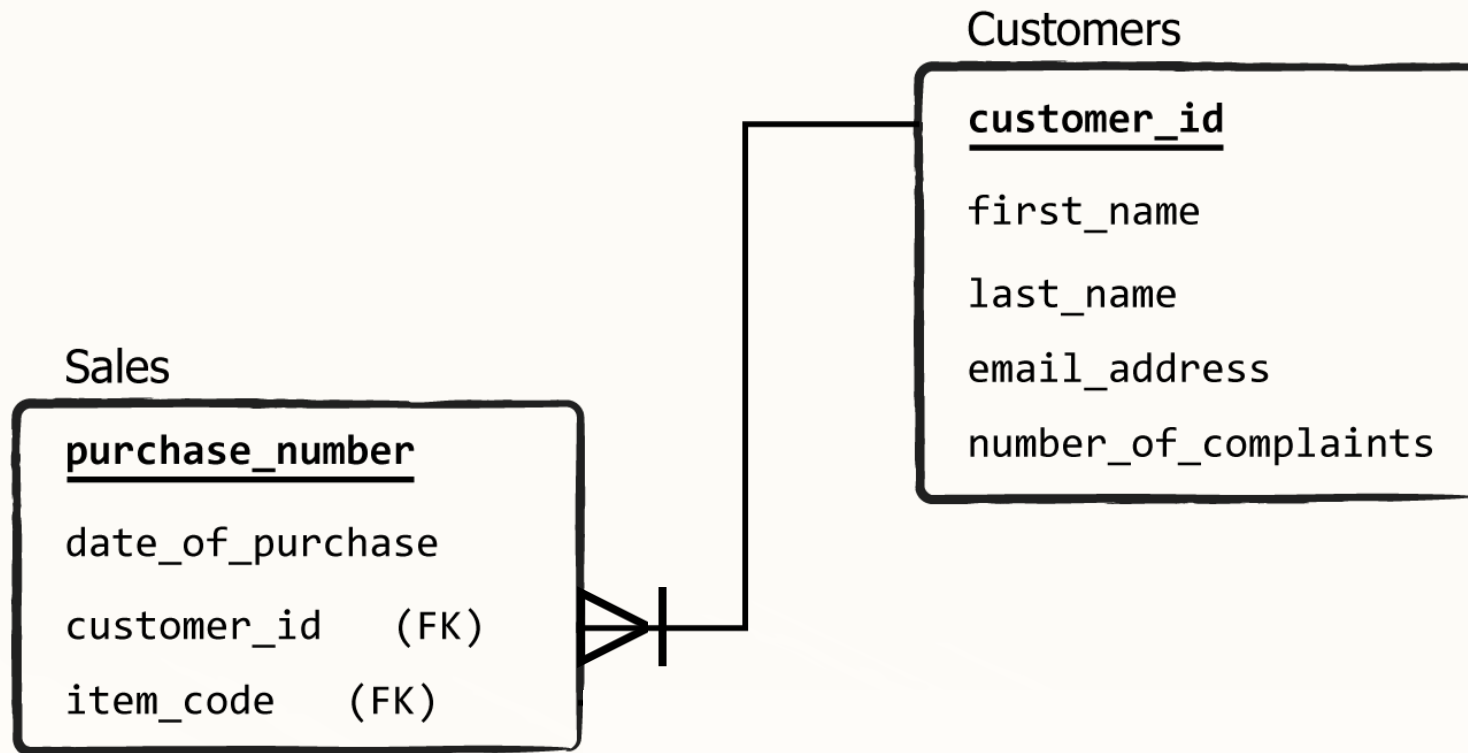 Customers
customer_id
first_name
last_name
email_address
number_of_complaints
Sales
purchase_number
date_of_purchase
customer_id (FK)
item_code (FK)